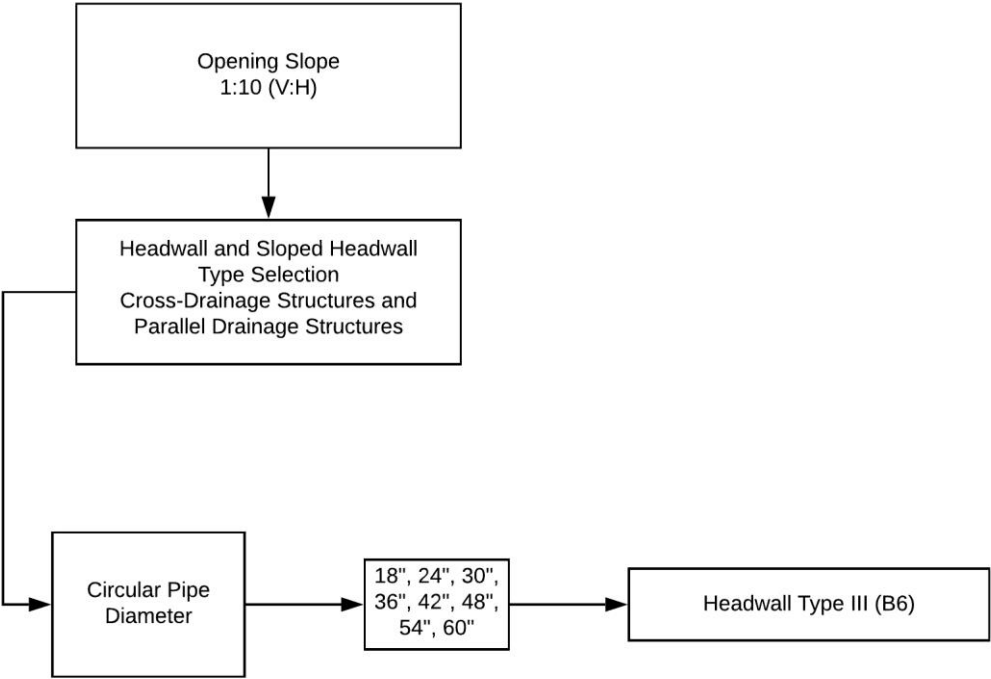 Opening Slope
1:10 (V:H)
Headwall and Sloped Headwall
Type Selection
Cross-Drainage Structures and
Parallel Drainage Structures
Circular Pipe
Diameter
18", 24", 30",
36", 42", 48",
54", 60"
Headwall Type III (B6)